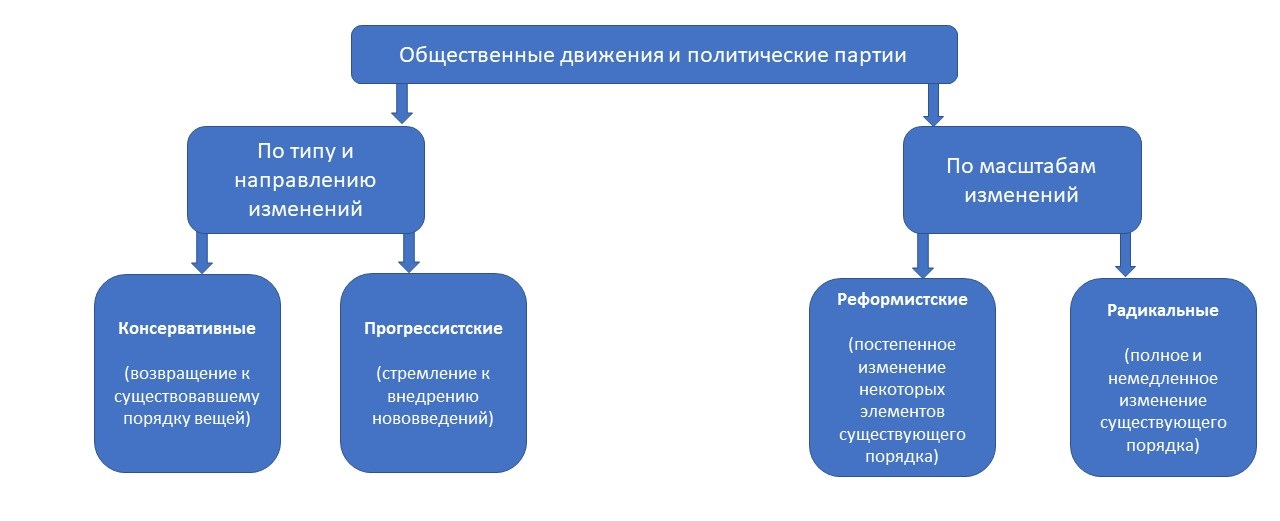 Общественные движения и политические партии
По типу и
направлению
изменений
По масштабам
изменений
Консервативные
(возвращение к
существовавшему
порядку вещей)
Прогрессистские
(стремление к
внедрению
нововведений)
Реформистские
(постепенное
изменение
некоторых
элементов
существующего
порядка)
Радикальные
(полное и
немедленное
изменение
существующего
порядка)